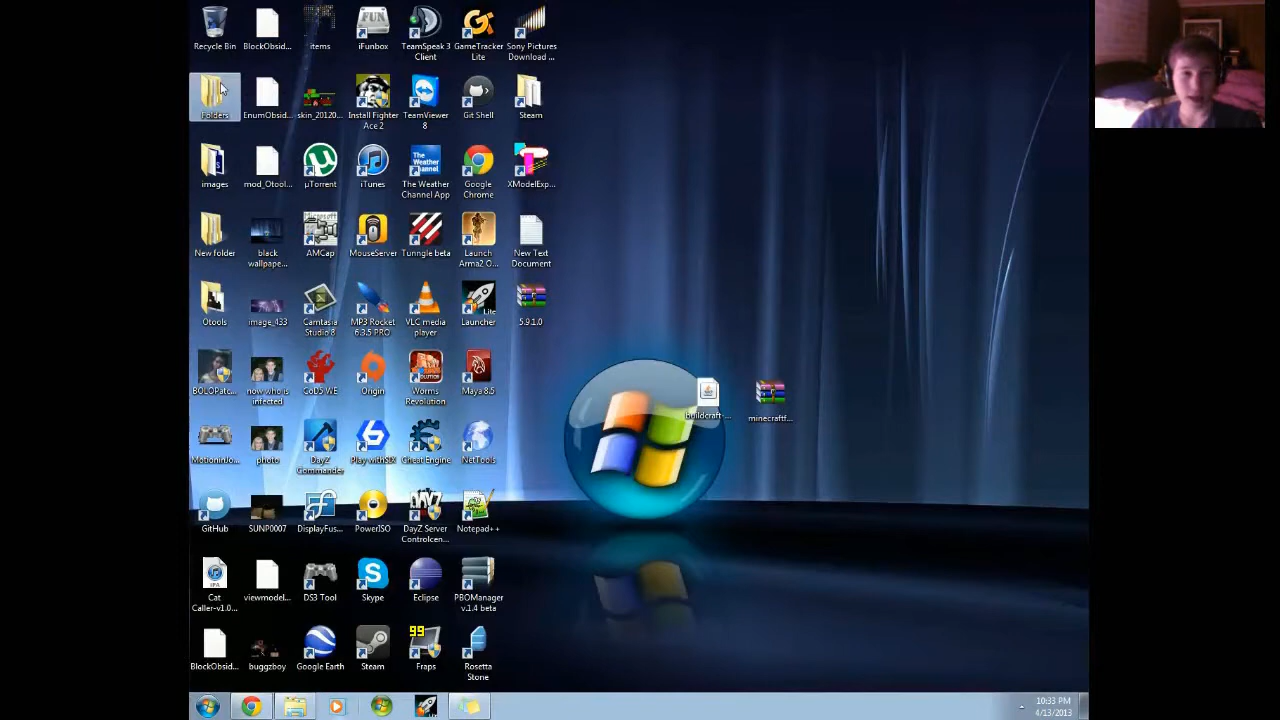 Recycle Bin
BlockObsid...
items
iFunbox
TeamSpeak 3
Client
GameTracker
Lite
Sony Pictures
Download ...
Folders
EnumObsid...
skin_20120...
Install Fighter
Ace 2
TeamViewer
8
Git Shell
Steam
images
mod_Otool...
µTorrent
iTunes
The Weather
Channel App
Google
Chrome
XModelExp...
New folder
black
wallpape...
AMCap
MouseServer
Tunngle beta
Launch
Arma2 O...
New Text
Document
Otools
image_433
Camtasia
Studio 8
MP3 Rocket
6.3.5 PRO
VLC media
player
Launcher
5.9.1.0
BOLOPatc...
now who is
infected
CoD5 WE
Origin
Worms
Revolution
Maya 8.5
buildcraft-...
minecraftf...
MotioninJo...
photo
DayZ
Commander
Play withSIX
CheatEngine
NetTools
GitHub
SUNP0007
DisplayFus...
PowerISO
DayZ Server
Controlcen...
Notepad++
Cat
Caller-v1.0...
viewmodel...
DS3 Tool
Skype
Eclipse
PBOManager
v.1.4 beta
BlockObsid...
buggzboy
Google Earth
Steam
99
Fraps
Rosetta
Stone
10:33 PM
4/13/2013